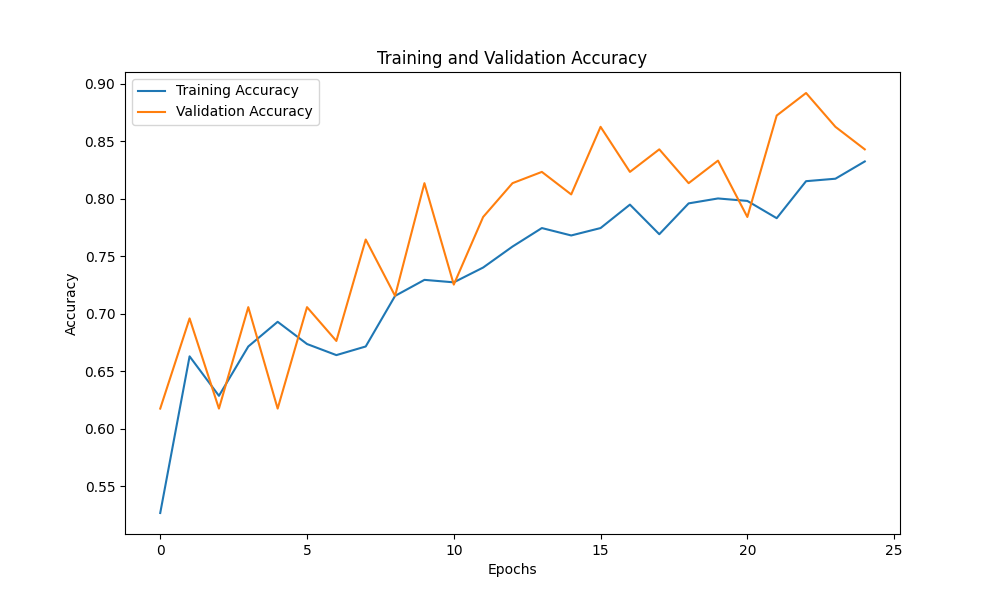 Training and Validation Accuracy
Training Accuracy
Validation Accuracy
0.90
0.85
0.80
0.75
0.70
0.65
0.60
0.55
Accuracy
0 5 10 15 20 25
Epochs